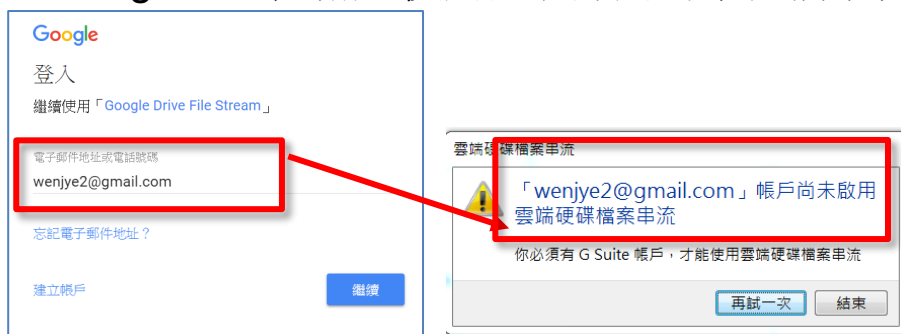 Google
登入
繼續使用「Google Drive File Stream」
電子郵件地址或電話號碼
wenjye2@gmail.com
忘記電子郵件地址？
建立帳戶
繼續
雲端硬碟檔案串流
「wenjye2@gmail.com」帳戶尚未啟用
雲端硬碟檔案串流
你必須有 G Suite 帳戶，才能使用雲端硬碟檔案串流
再試一次
結束